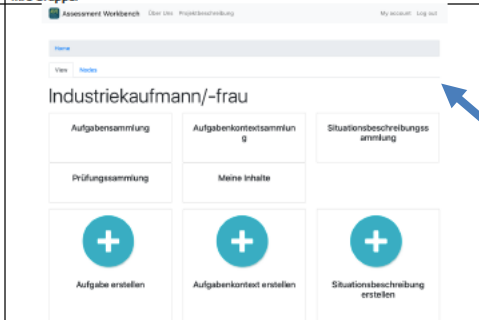 Assessment Workbench Über Uns Projektbeschreibung My account Log out
Home
View Nodes
Industriekaufmann/-frau
Aufgabensammlung Aufgabenkontextsammlun Situationsbeschreibungss
g ammlung
Prüfungssammlung Meine Inhalte
Aufgabe erstellen Aufgabenkontext erstellen Situationsbeschreibung
erstellen